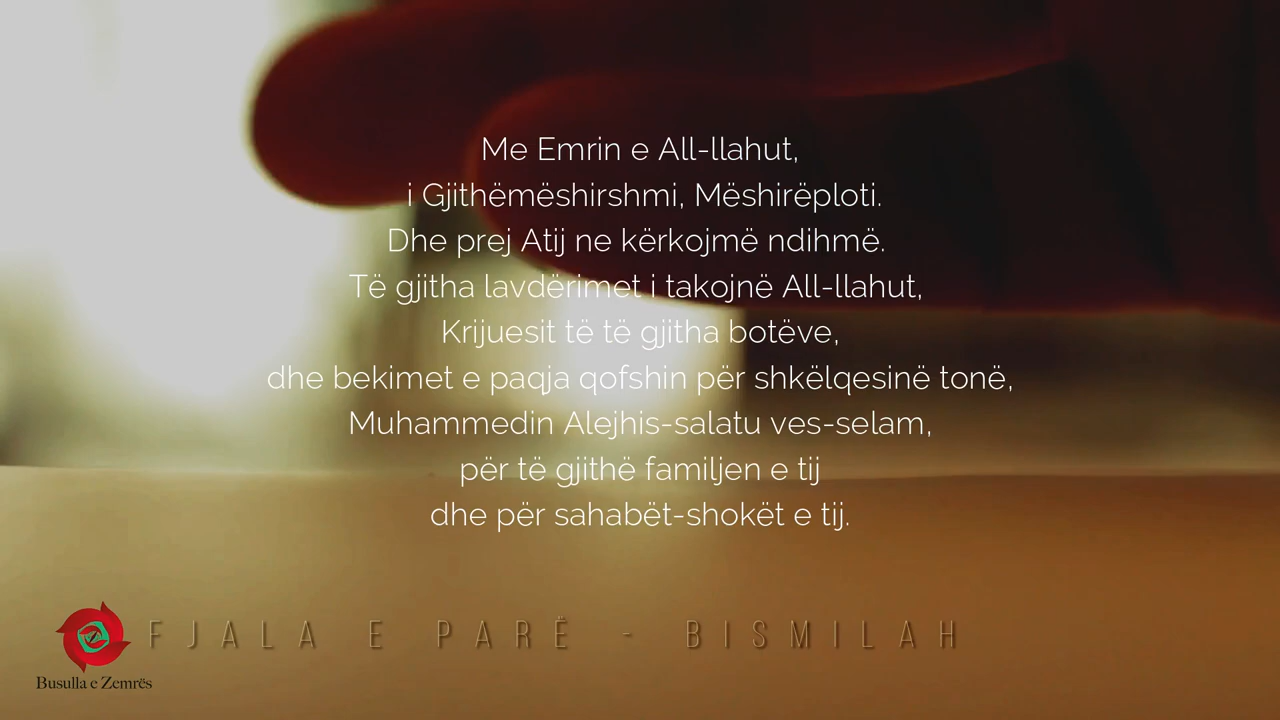 Me Emrin e All-llahut,
i Gjithëmëshirshmi, Mëshirëploti.
Dhe prej Atij ne kërkojmë ndihmë.
Të gjitha lavdërimet i takojnë All-llahut,
Krijuesit të të gjitha botëve,
dhe bekimet e paqja qofshin për shkëlqesinë tonë,
Muhammedin Alejhis-salatu ves-selam,
për të gjithë familjen e tij
dhe për sahabët-shokët e tij.
FJALA E PARË - BISMILAH
Busulla e Zemrës